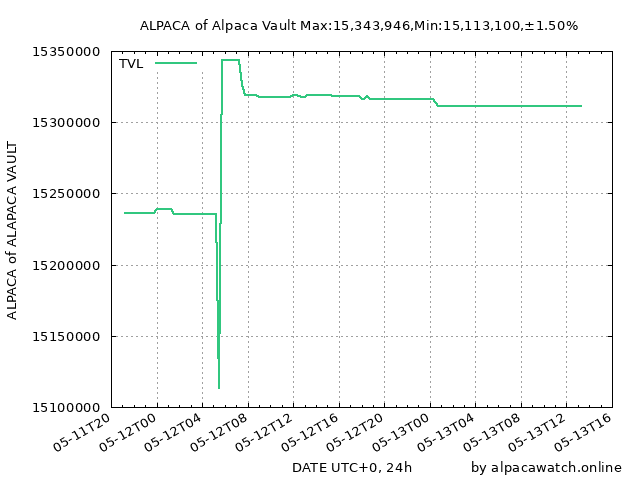 ALPACA of Alpaca Vault Max:15,343,946,Min:15,113,100,±1.50%
15350000
TVL
15300000
15250000
15200000
15150000
15100000
ALPACA of ALAPACA VAULT
05-11T20
05-12T00
05-12T04
05-12T08
05-12T12
05-12T16
05-12T20
05-13T00
05-13T04
05-13T08
05-13T12
05-13T16
DATE UTC+0, 24h
by alpacawatch.online